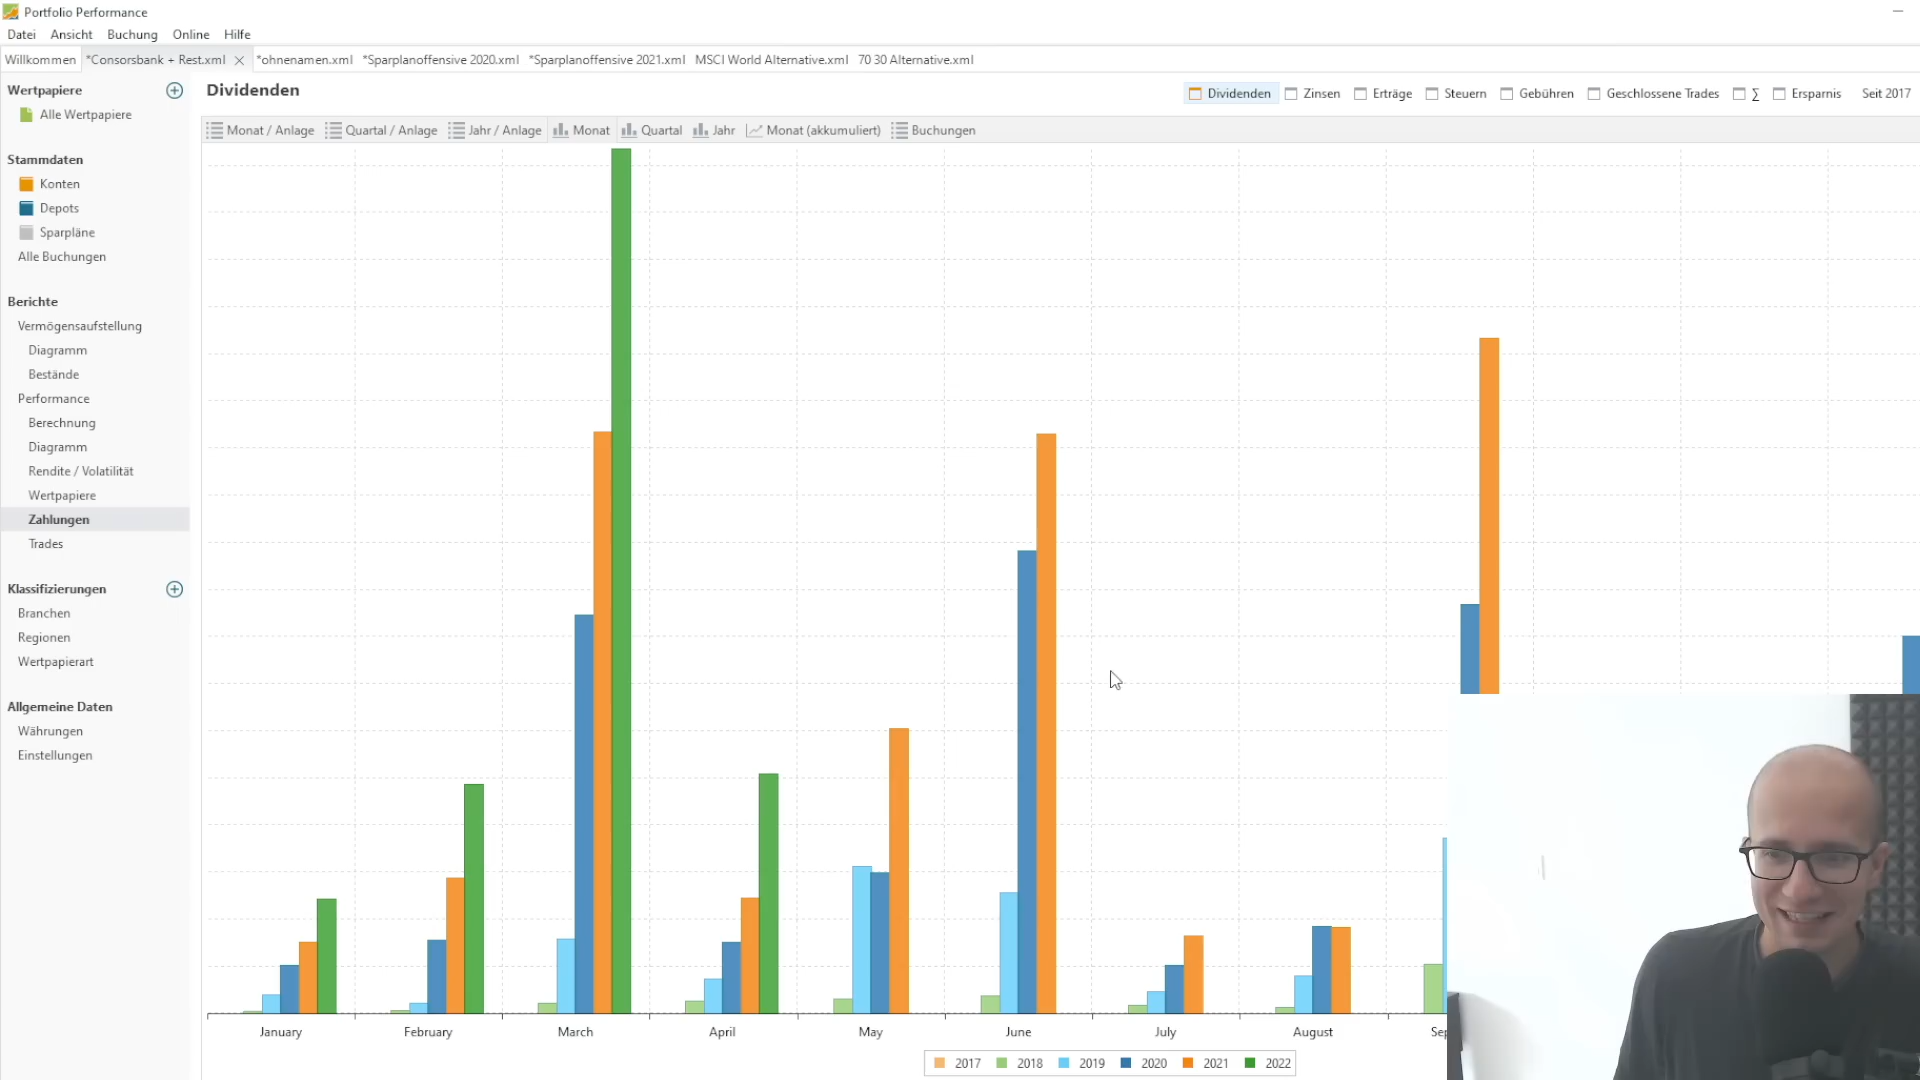 Portfolio Performance
Datei Ansicht Buchung Online Hilfe
Willkommen *Consorsbank + Rest.xml *ohnenamen.xml *Sparplanoffensive 2020.xml *Sparplanoffensive 2021.xml MSCI World Alternative.xml 70 30 Alternative.xml
Wertpapiere
Alle Wertpapiere
Stammdaten
Konten
Depots
Sparpläne
Alle Buchungen
Berichte
Vermögensaufstellung
Diagramm
Bestände
Performance
Berechnung
Diagramm
Rendite / Volatilität
Wertpapiere
Zahlungen
Trades
Klassifizierungen
Branchen
Regionen
Wertpapierart
Allgemeine Daten
Währungen
Einstellungen
Dividenden
Dividenden Zinsen Erträge Steuern Gebühren Geschlossene Trades ∑ Ersparnis Seit 2017
Monat / Anlage Quartal / Anlage Jahr / Anlage Monat Quartal Jahr Monat (akkumuliert) Buchungen
January February March April May June July August Sep
2017 2018 2019 2020 2021 2022